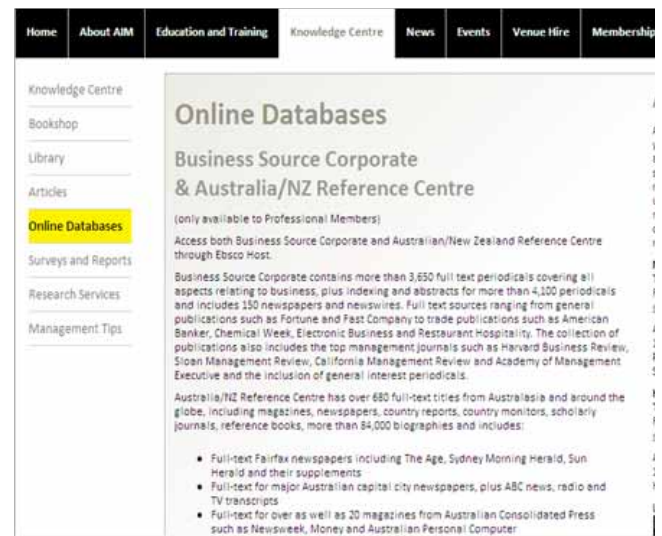 Home About AIM Education and Training Knowledge Centre News Events Venue Hire Membership
Knowledge Centre
Bookshop
Library
Articles
Online Databases
Surveys and Reports
Research Services
Management Tips
Online Databases
Business Source Corporate
& Australia/NZ Reference Centre
(only available to Professional Members)
Access both Business Source Corporate and Australian/New Zealand Reference Centre
through Ebsco Host.
Business Source Corporate contains more than 3,650 full text periodicals covering all
aspects relating to business, plus indexing and abstracts for more than 4,100 periodicals
and includes 150 newspapers and newswires. Full text sources ranging from general
publications such as Fortune and Fast Company to trade publications such as American
Banker, Chemical Week, Electronic Business and Restaurant Hospitality. The collection of
publications also includes the top management journals such as Harvard Business Review,
Sloan Management Review, California Management Review and Academy of Management
Executive and the inclusion of general interest periodicals.
Australia/NZ Reference Centre has over 680 full-text titles from Australasia and around the
globe, including magazines, newspapers, country reports, country monitors, scholarly
journals, reference books, more than 84,000 biographies and includes:
• Full-text Fairfax newspapers including The Age, Sydney Morning Herald, Sun
Herald and their supplements
• Full-text for major Australian capital city newspapers, plus ABC news, radio and
TV transcripts
• Full-text for over as well as 20 magazines from Australian Consolidated Press
such as Newsweek, Money and Australian Personal Computer